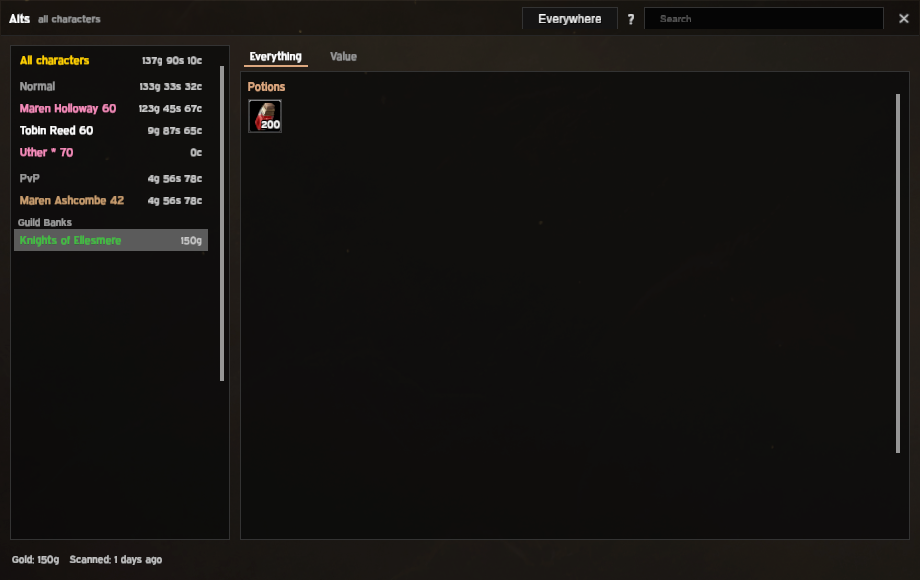 Alts all characters Everywhere ? Search ×
All characters 137g 90s 10c
Normal 133g 33s 32c
Maren Holloway 60 123g 45s 67c
Tobin Reed 60 9g 87s 65c
Uther * 70 0c
PvP 4g 56s 78c
Maren Ashcombe 42 4g 56s 78c
Guild Banks
Knights of Ellesmere 150g
Everything Value
Potions
200
Gold: 150g Scanned: 1 days ago